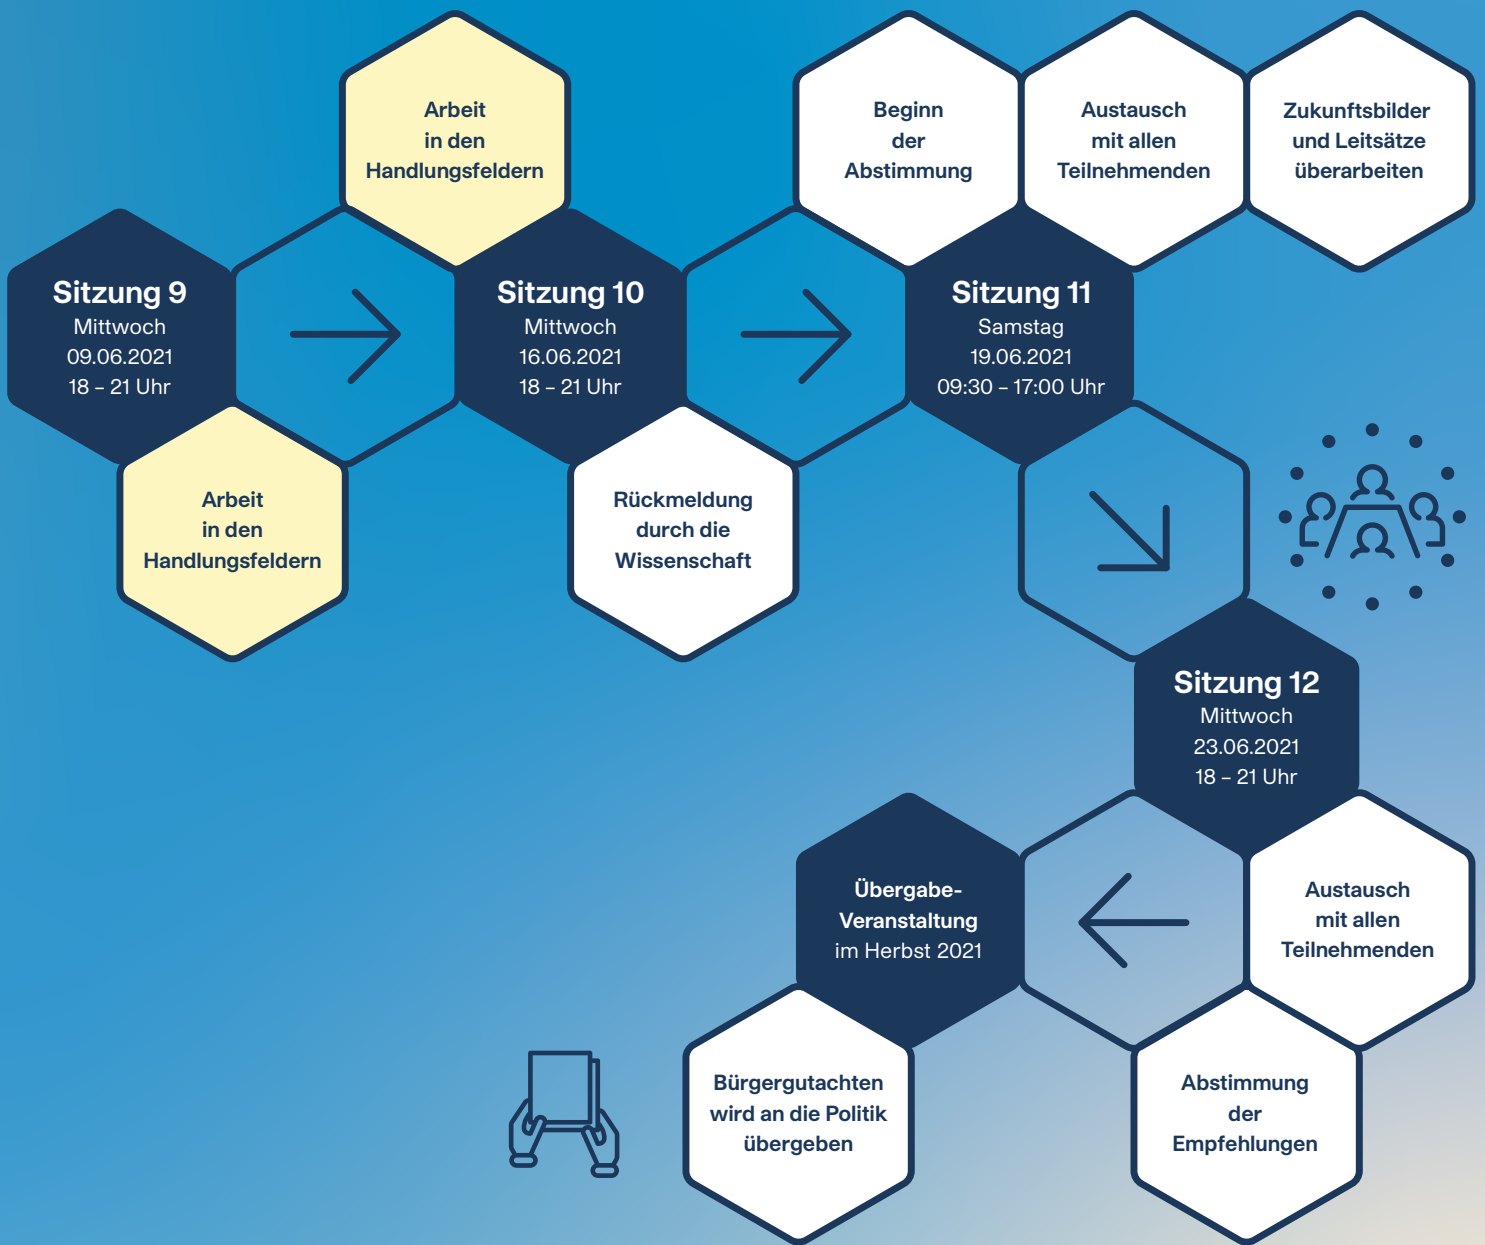 Sitzung 9
Mittwoch
09.06.2021
18 – 21 Uhr
Arbeit
in den
Handlungsfeldern
Arbeit
in den
Handlungsfeldern
Sitzung 10
Mittwoch
16.06.2021
18 – 21 Uhr
Rückmeldung
durch die
Wissenschaft
Beginn
der
Abstimmung
Austausch
mit allen
Teilnehmenden
Zukunftsbilder
und Leitsätze
überarbeiten
Sitzung 11
Samstag
19.06.2021
09:30 – 17:00 Uhr
Sitzung 12
Mittwoch
23.06.2021
18 – 21 Uhr
Austausch
mit allen
Teilnehmenden
Abstimmung
der
Empfehlungen
Übergabe-
Veranstaltung
im Herbst 2021
Bürgergutachten
wird an die Politik
übergeben